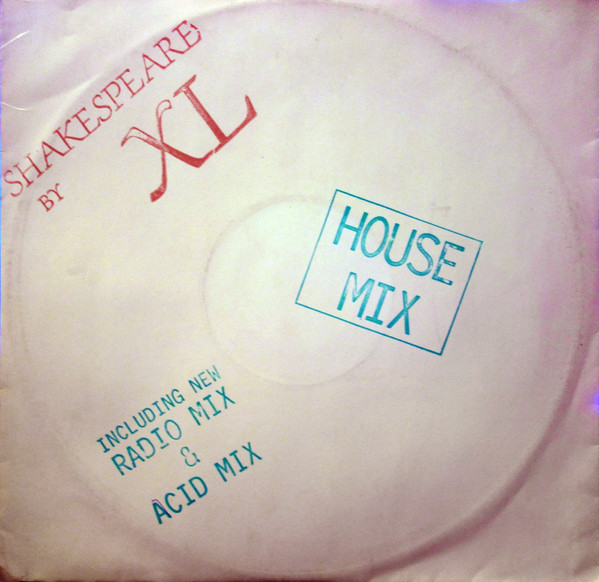 SHAKESPEARE
BY XL
HOUSE
MIX
INCLUDING NEW
RADIO MIX
&
ACID MIX